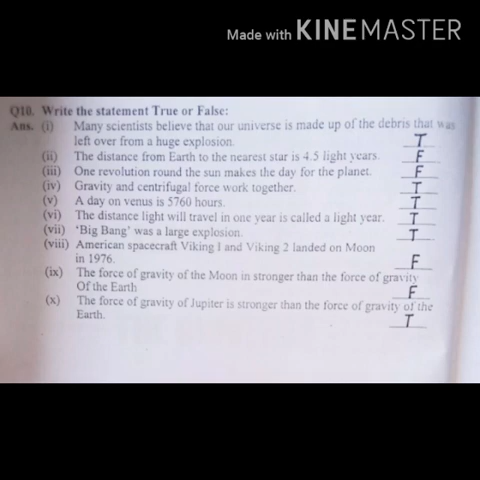 Made with KINEMASTER
Q10. Write the statement True or False:
Ans. (i) Many scientists believe that our universe is made up of the debris that was
left over from a huge explosion. T
(ii) The distance from Earth to the nearest star is 4.5 light years. F
(iii) One revolution round the sun makes the day for the planet. F
(iv) Gravity and centrifugal force work together. T
(v) A day on venus is 5760 hours. T
(vi) The distance light will travel in one year is called a light year. T
(vii) ‘Big Bang’ was a large explosion. T
(viii) American spacecraft Viking I and Viking 2 landed on Moon
in 1976. F
(ix) The force of gravity of the Moon in stronger than the force of gravity
Of the Earth F
(x) The force of gravity of Jupiter is stronger than the force of gravity of the
Earth. T